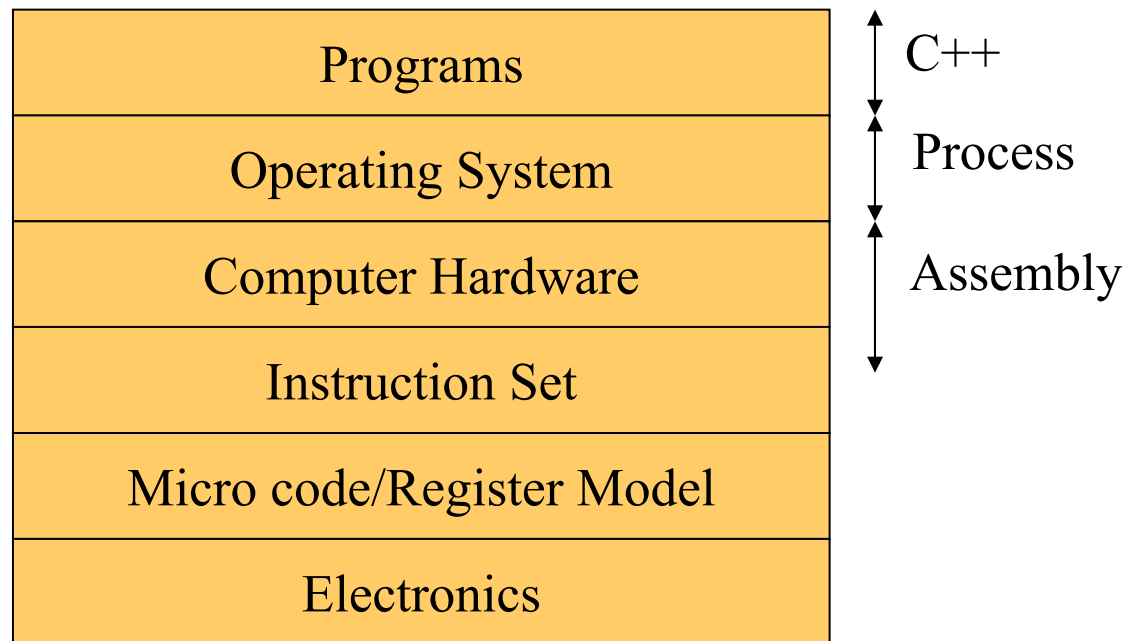 Programs
C++
Operating System
Process
Computer Hardware
Assembly
Instruction Set
Micro code/Register Model
Electronics